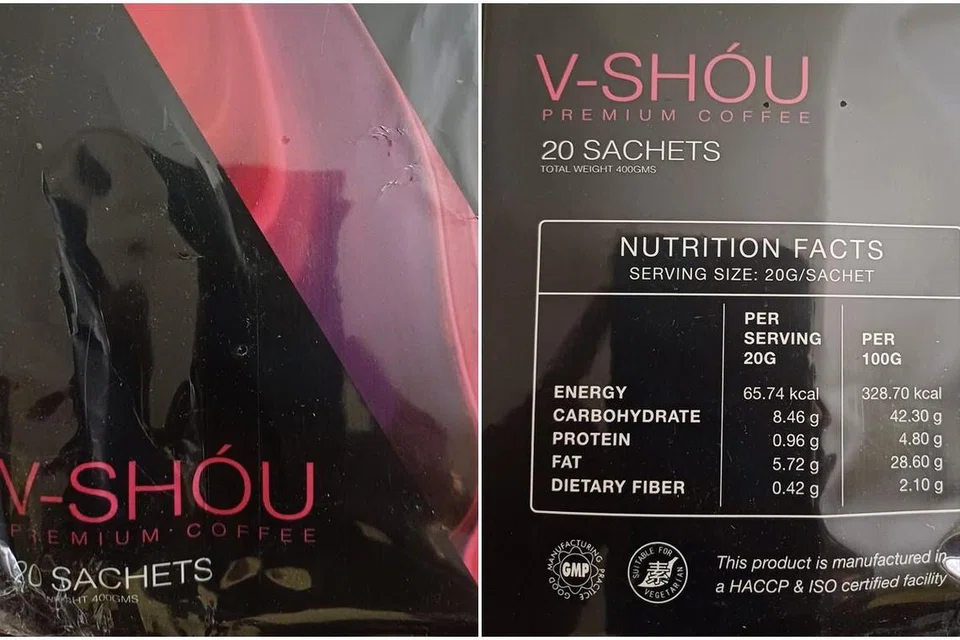 V-SHÓU
PREMIUM COFFEE
20 SACHETS
WEIGHT 400GMS
V-SHÓU
PREMIUM COFFEE
20 SACHETS
TOTAL WEIGHT 400GMS
NUTRITION FACTS
SERVING SIZE: 20G/SACHET
PER SERVING 20G PER 100G
ENERGY 65.74 kcal 328.70 kcal
CARBOHYDRATE 8.46 g 42.30 g
PROTEIN 0.96 g 4.80 g
FAT 5.72 g 28.60 g
DIETARY FIBER 0.42 g 2.10 g
GOOD MANUFACTURING PRACTICE
GMP
SUITABLE FOR
素
VEGETARIAN
This product is manufactured in
a HACCP & ISO certified facility